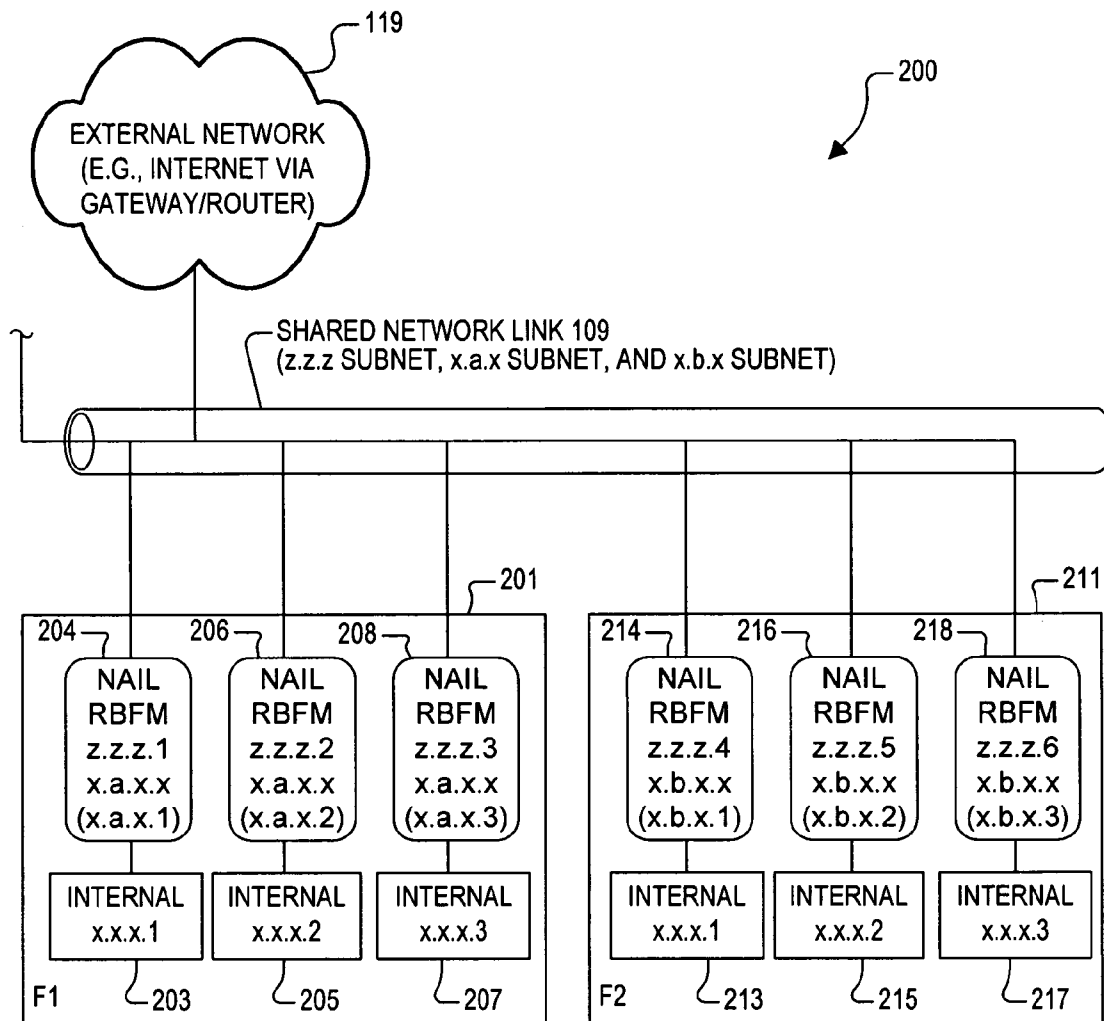 119
200
EXTERNAL NETWORK
(E.G., INTERNET VIA
GATEWAY/ROUTER)
SHARED NETWORK LINK 109
(z.z.z SUBNET, x.a.x SUBNET, AND x.b.x SUBNET)
201
211
204
206
208
214
216
218
NAIL
RBFM
z.z.z.1
x.a.x.x
(x.a.x.1)
NAIL
RBFM
z.z.z.2
x.a.x.x
(x.a.x.2)
NAIL
RBFM
z.z.z.3
x.a.x.x
(x.a.x.3)
NAIL
RBFM
z.z.z.4
x.b.x.x
(x.b.x.1)
NAIL
RBFM
z.z.z.5
x.b.x.x
(x.b.x.2)
NAIL
RBFM
z.z.z.6
x.b.x.x
(x.b.x.3)
INTERNAL
x.x.x.1
INTERNAL
x.x.x.2
INTERNAL
x.x.x.3
INTERNAL
x.x.x.1
INTERNAL
x.x.x.2
INTERNAL
x.x.x.3
F1
203
205
207
F2
213
215
217